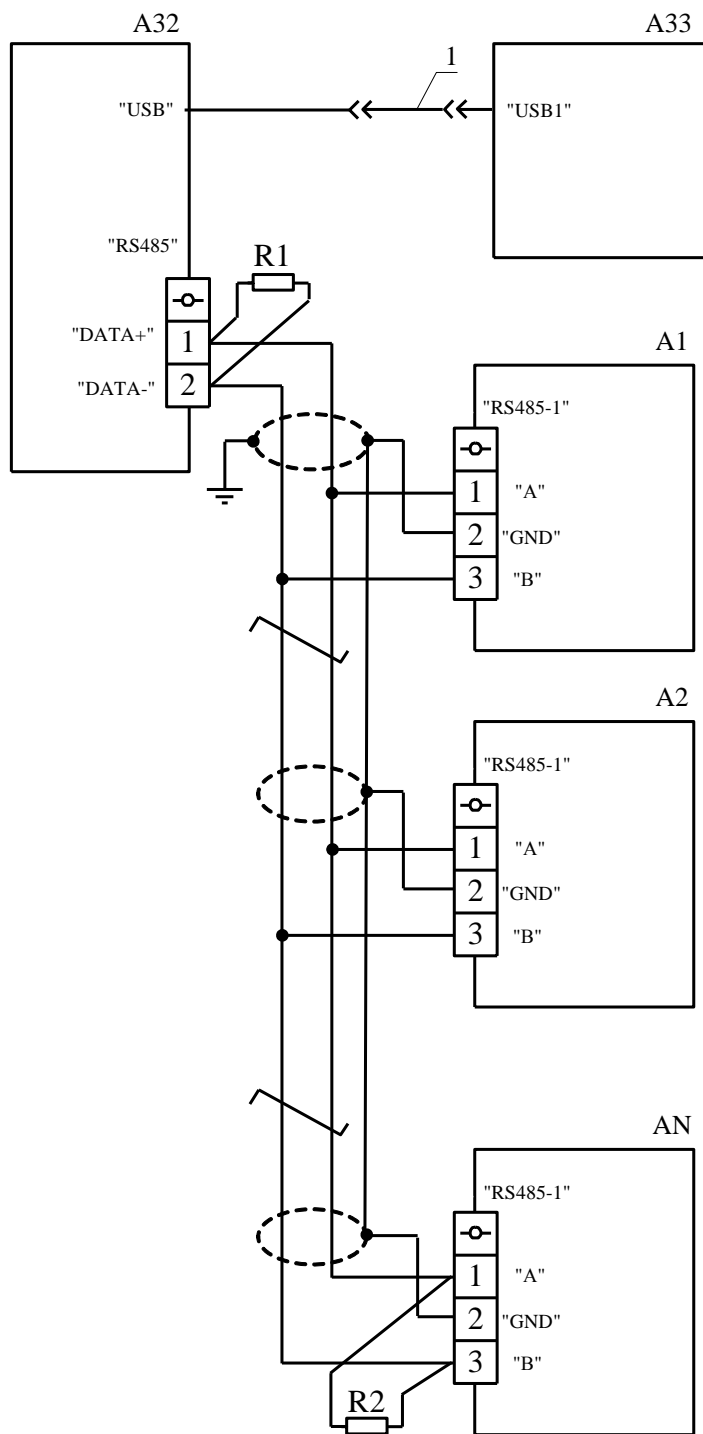 A32
A33
1
"USB"
"USB1"
"RS485"
R1
"DATA+"
1
"DATA-"
2
A1
"RS485-1"
1
"A"
2
"GND"
3
"B"
A2
"RS485-1"
1
"A"
2
"GND"
3
"B"
AN
"RS485-1"
1
"A"
2
"GND"
3
"B"
R2